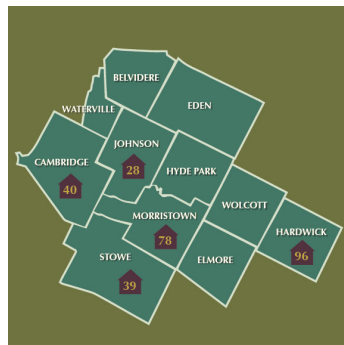 BELVIDERE
EDEN
WATERVILLE
JOHNSON
28
CAMBRIDGE
40
HYDE PARK
WOLCOTT
MORRISTOWN
78
HARDWICK
96
STOWE
39
ELMORE